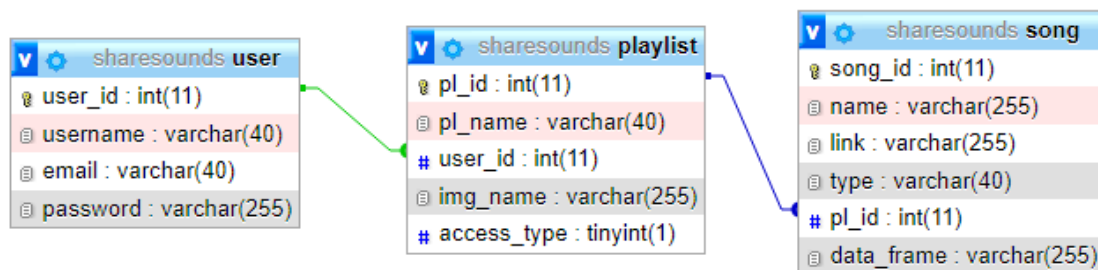 v sharesounds user
user_id : int(11)
username : varchar(40)
email : varchar(40)
password : varchar(255)
v sharesounds playlist
pl_id : int(11)
pl_name : varchar(40)
# user_id : int(11)
img_name : varchar(255)
# access_type : tinyint(1)
v sharesounds song
song_id : int(11)
name : varchar(255)
link : varchar(255)
type : varchar(40)
# pl_id : int(11)
data_frame : varchar(255)